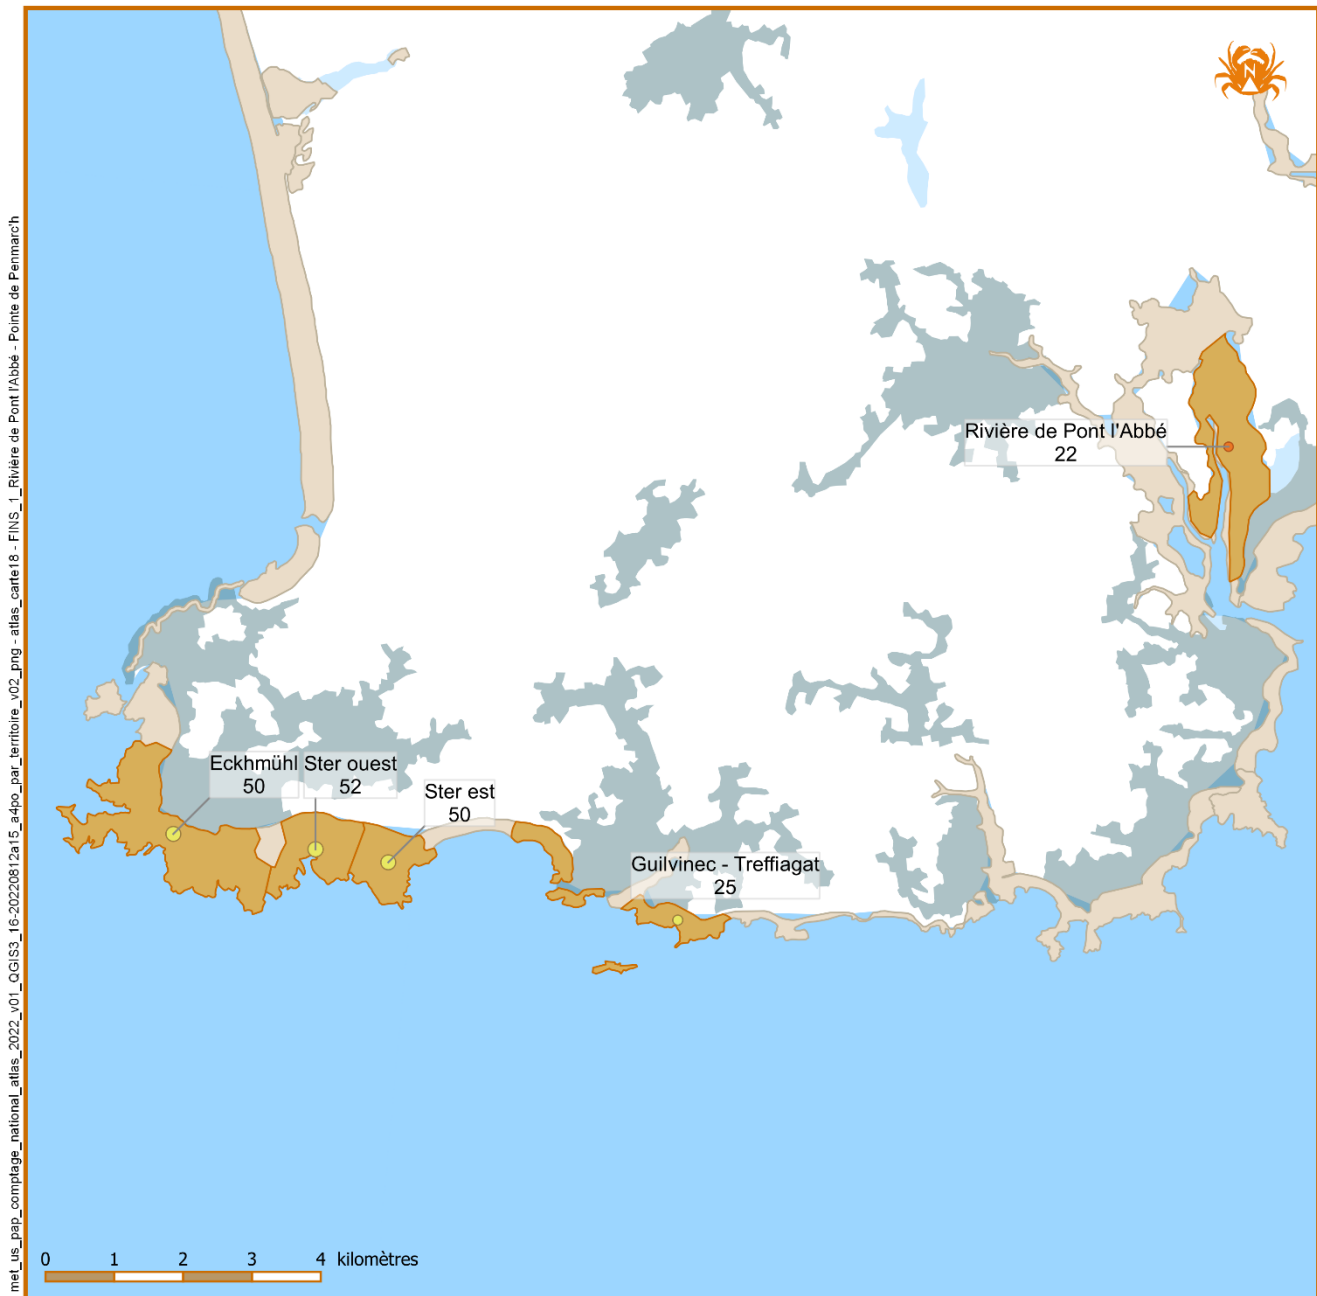 N
Rivière de Pont l'Abbé
22
Eckhmühl
50
Ster ouest
52
Ster est
50
Guilvinec - Treffiagat
25
0 1 2 3 4 kilomètres
met_us_pap_comptage_national_atlas_2022_v01_QGIS3_16-20220812a15_a4po_par_territoire_v02_png - atlas_carte18 - FINS_1_Rivière de Pont l'Abbé - Pointe de Penmarc'h